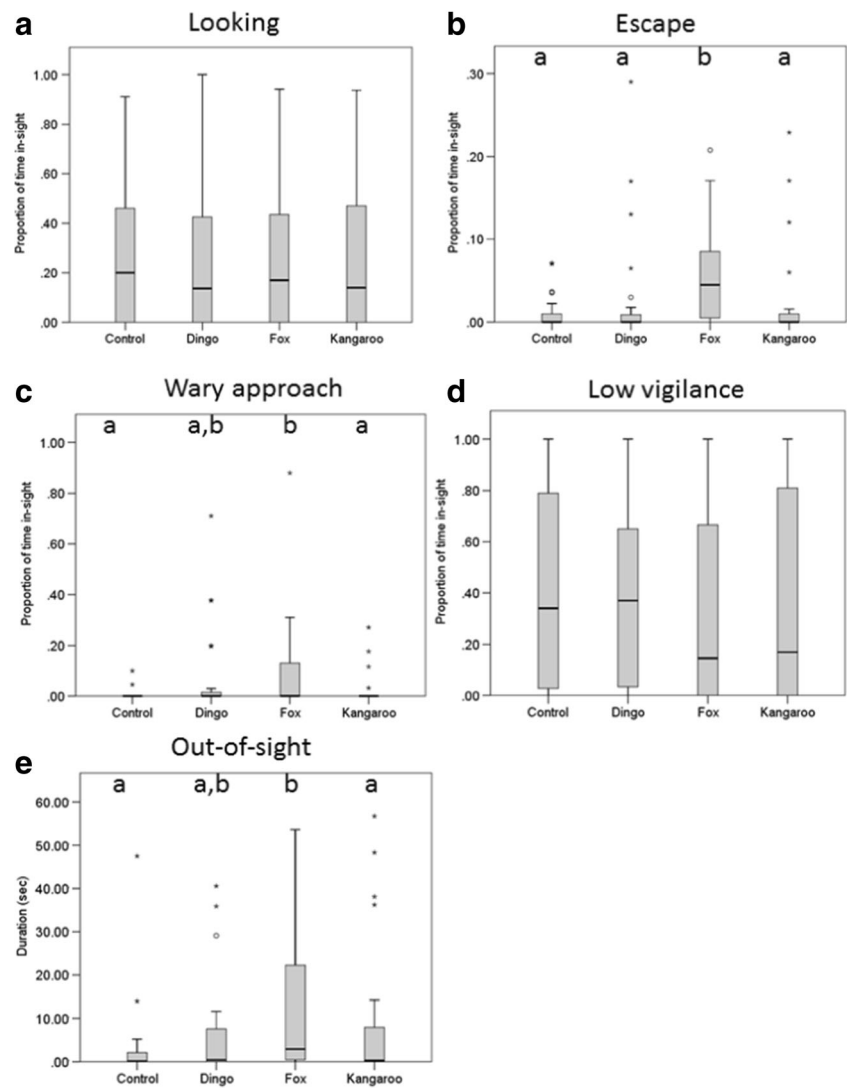 a Looking
Proportion of time in-sight
1.00
.80
.60
.40
.20
.00
Control Dingo Fox Kangaroo
b Escape
a a b a
Proportion of time in-sight
.30
.20
.10
.00
Control Dingo Fox Kangaroo
c Wary approach
a a,b b a
Proportion of time in-sight
1.00
.80
.60
.40
.20
.00
Control Dingo Fox Kangaroo
d Low vigilance
Proportion of time in-sight
1.00
.80
.60
.40
.20
.00
Control Dingo Fox Kangaroo
e Out-of-sight
a a,b b a
Duration (sec)
60.00
50.00
40.00
30.00
20.00
10.00
.00
Control Dingo Fox Kangaroo